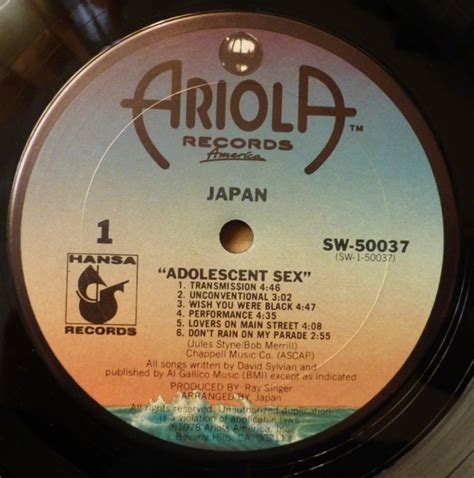 ARIOLA ™
RECORDS
America
JAPAN
1
SW-50037
(SW-1-50037)
HANSA
RECORDS
"ADOLESCENT SEX"
1. TRANSMISSION 4:46
2. UNCONVENTIONAL 3:02
3. WISH YOU WERE BLACK 4:47
4. PERFORMANCE 4:35
5. LOVERS ON MAIN STREET 4:08
6. DON'T RAIN ON MY PARADE 2:55
(Jules Styne/Bob Merrill)
Chappell Music Co. (ASCAP)
All songs written by David Sylvian and
published by Al Gallico Music (BMI) except as indicated
PRODUCED BY Ray Singer
ARRANGED BY Japan
All rights reserved. Unauthorized duplication
is a violation of applicable laws.
©1978 Ariola America, Inc.
Beverly Hills, CA 90211